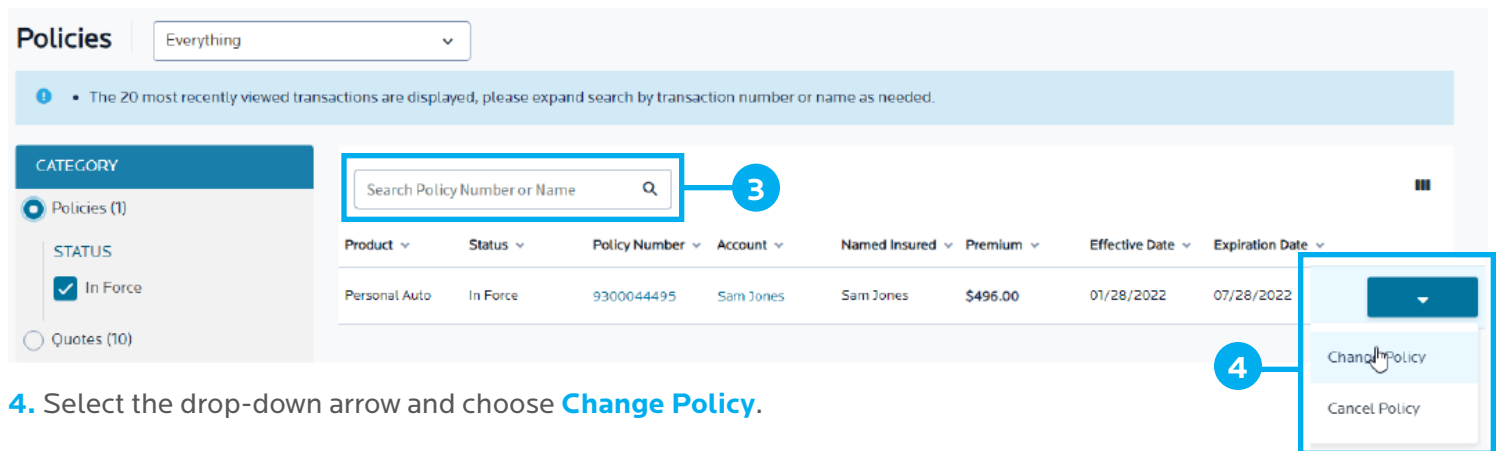 Policies Everything
• The 20 most recently viewed transactions are displayed, please expand search by transaction number or name as needed.
CATEGORY
Search Policy Number or Name 3
Policies (1)
Product Status Policy Number Account Named Insured Premium Effective Date Expiration Date
STATUS
In Force
Personal Auto In Force 9300044495 Sam Jones Sam Jones $496.00 01/28/2022 07/28/2022
Quotes (10)
4 Change Policy
Cancel Policy
4. Select the drop-down arrow and choose Change Policy.